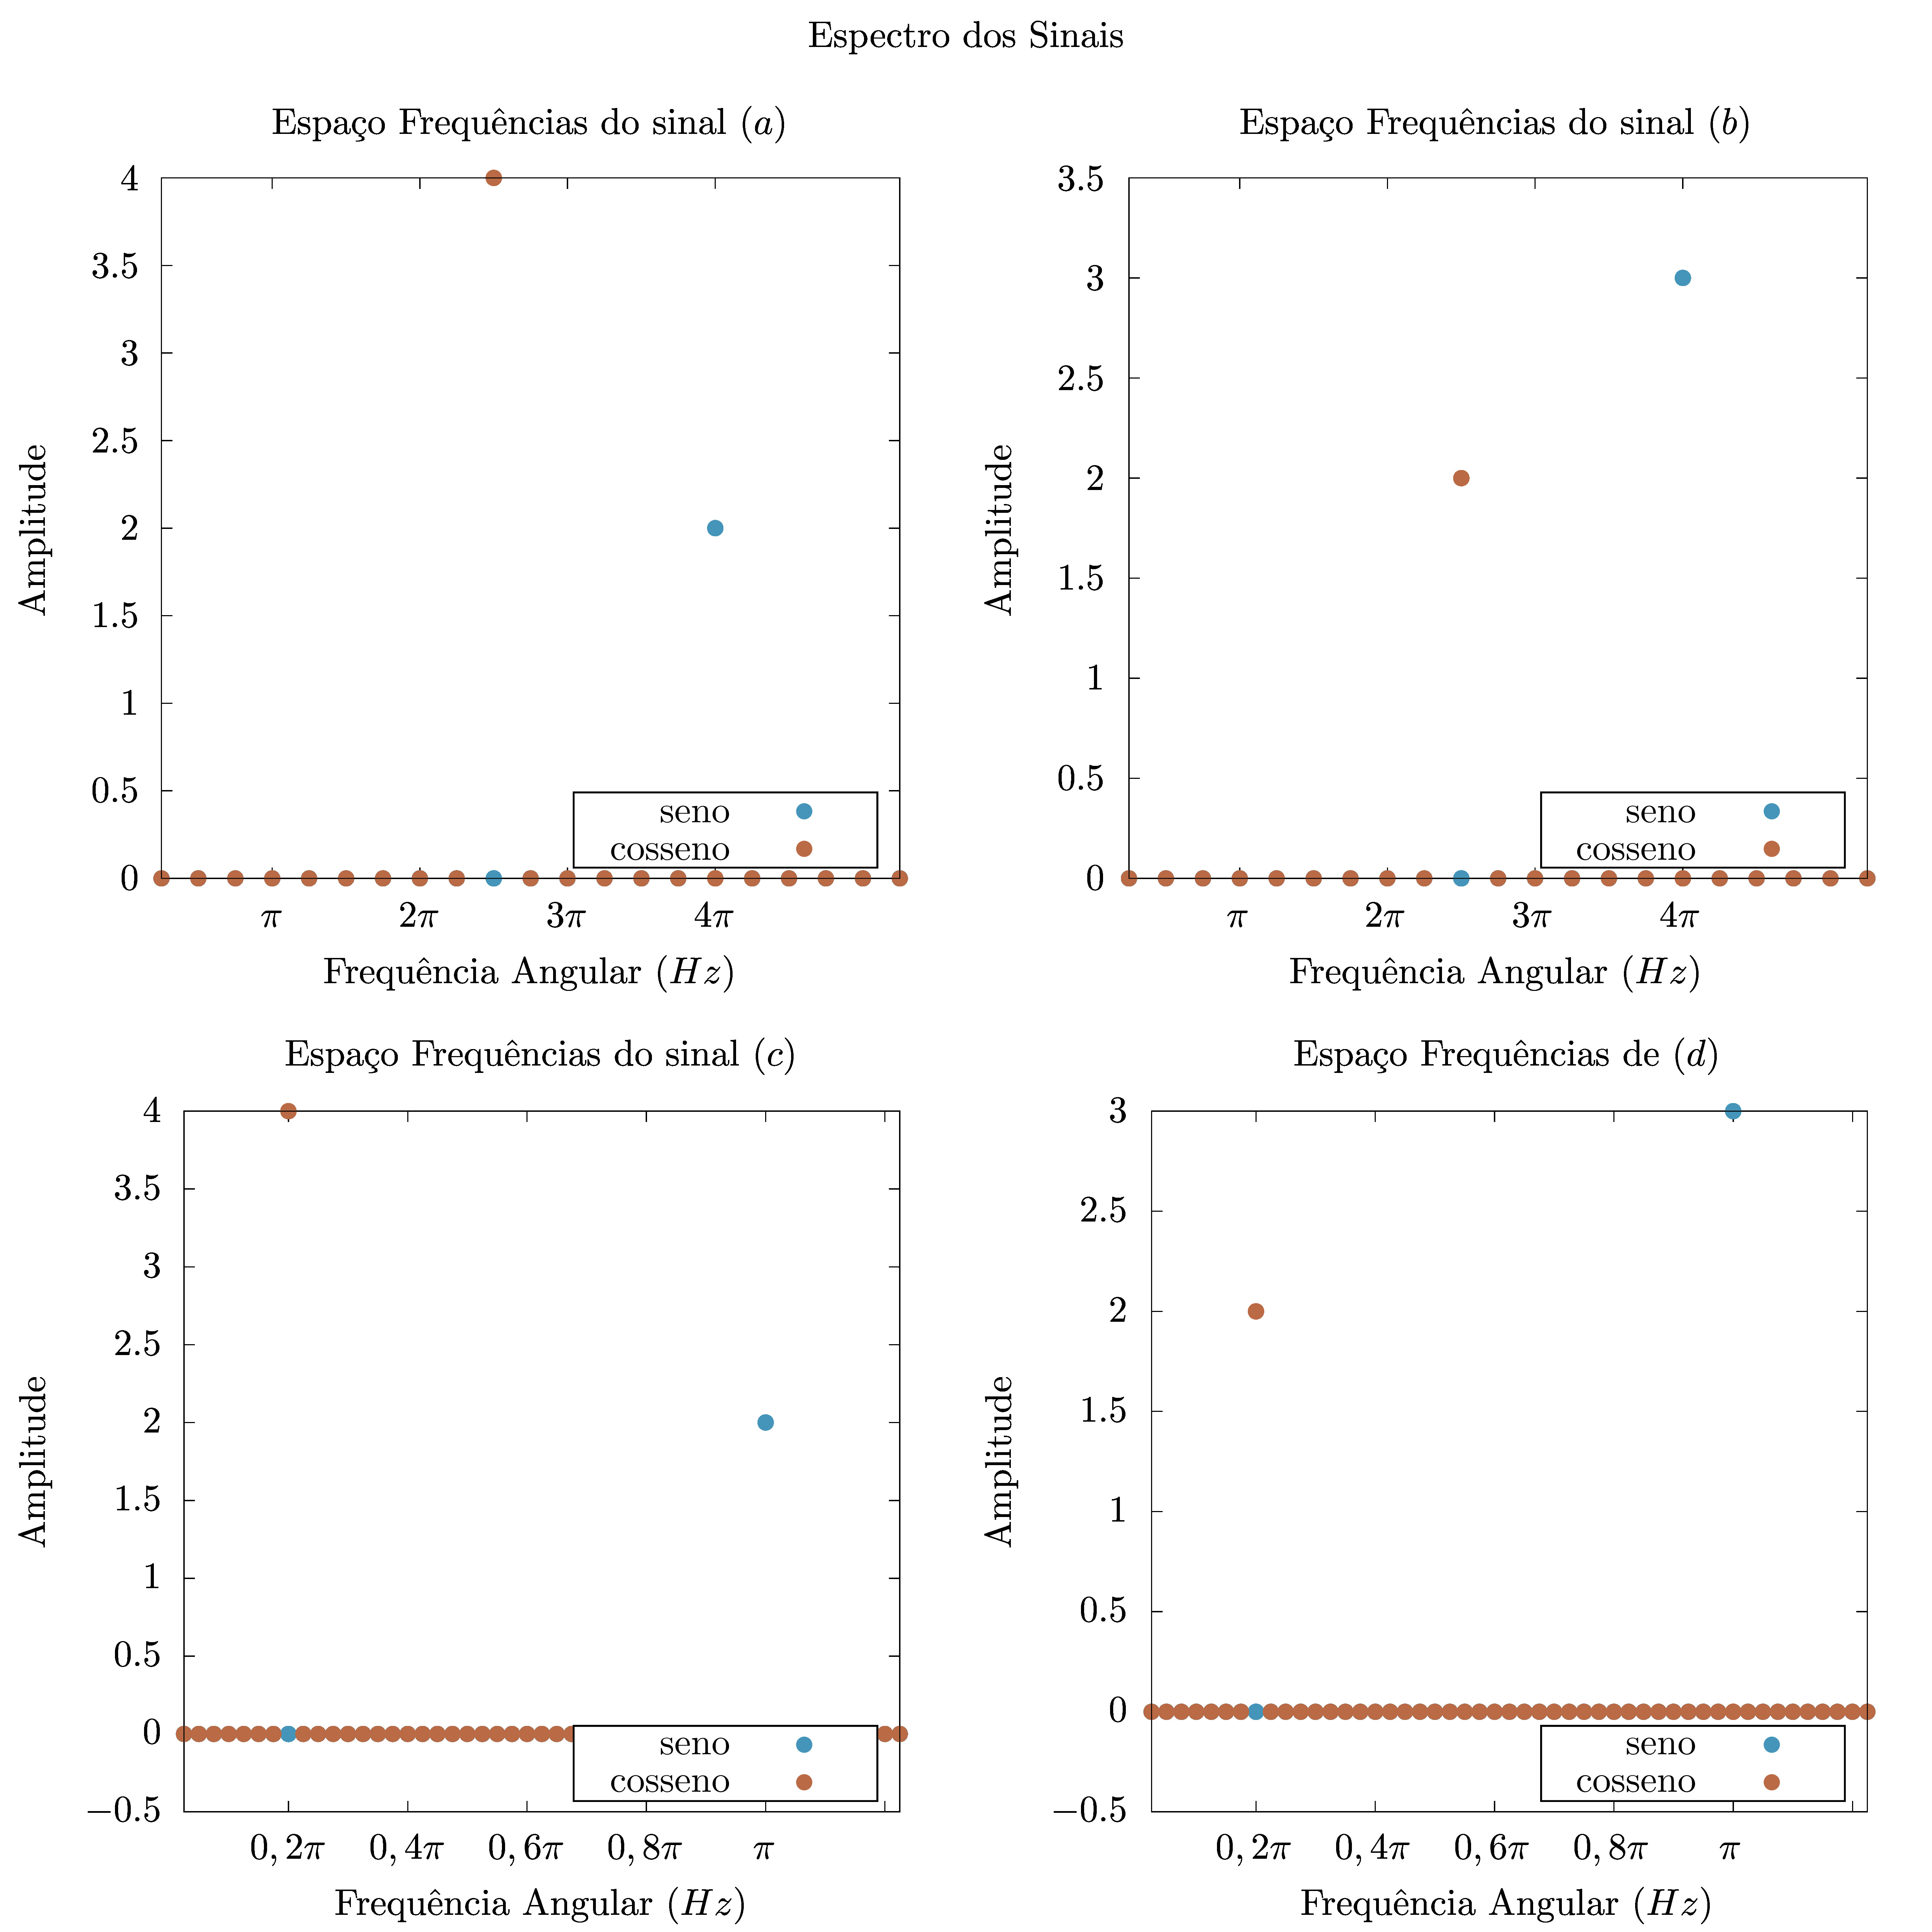 Espectro dos Sinais
Espaço Frequências do sinal (a)
4
3.5
3
2.5
2
1.5
1
0.5
0
Amplitude
seno
cosseno
π 2π 3π 4π
Frequência Angular (Hz)
Espaço Frequências do sinal (b)
3.5
3
2.5
2
1.5
1
0.5
0
Amplitude
seno
cosseno
π 2π 3π 4π
Frequência Angular (Hz)
Espaço Frequências do sinal (c)
4
3.5
3
2.5
2
1.5
1
0.5
0
−0.5
Amplitude
seno
cosseno
0,2π 0,4π 0,6π 0,8π π
Frequência Angular (Hz)
Espaço Frequências de (d)
3
2.5
2
1.5
1
0.5
0
−0.5
Amplitude
seno
cosseno
0,2π 0,4π 0,6π 0,8π π
Frequência Angular (Hz)